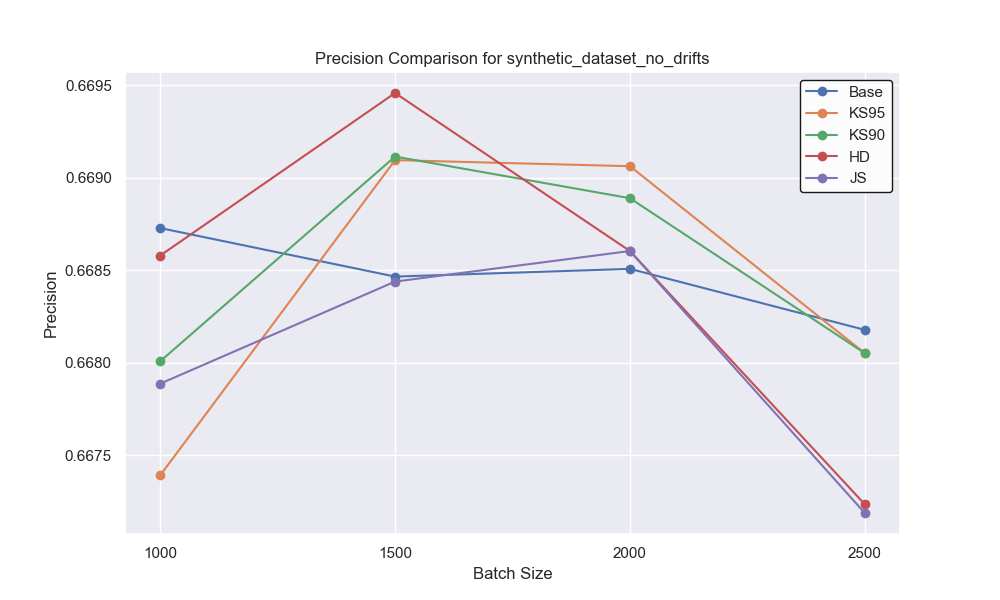 Precision Comparison for synthetic_dataset_no_drifts
Precision
0.6695
0.6690
0.6685
0.6680
0.6675
Base
KS95
KS90
HD
JS
1000
1500
2000
2500
Batch Size